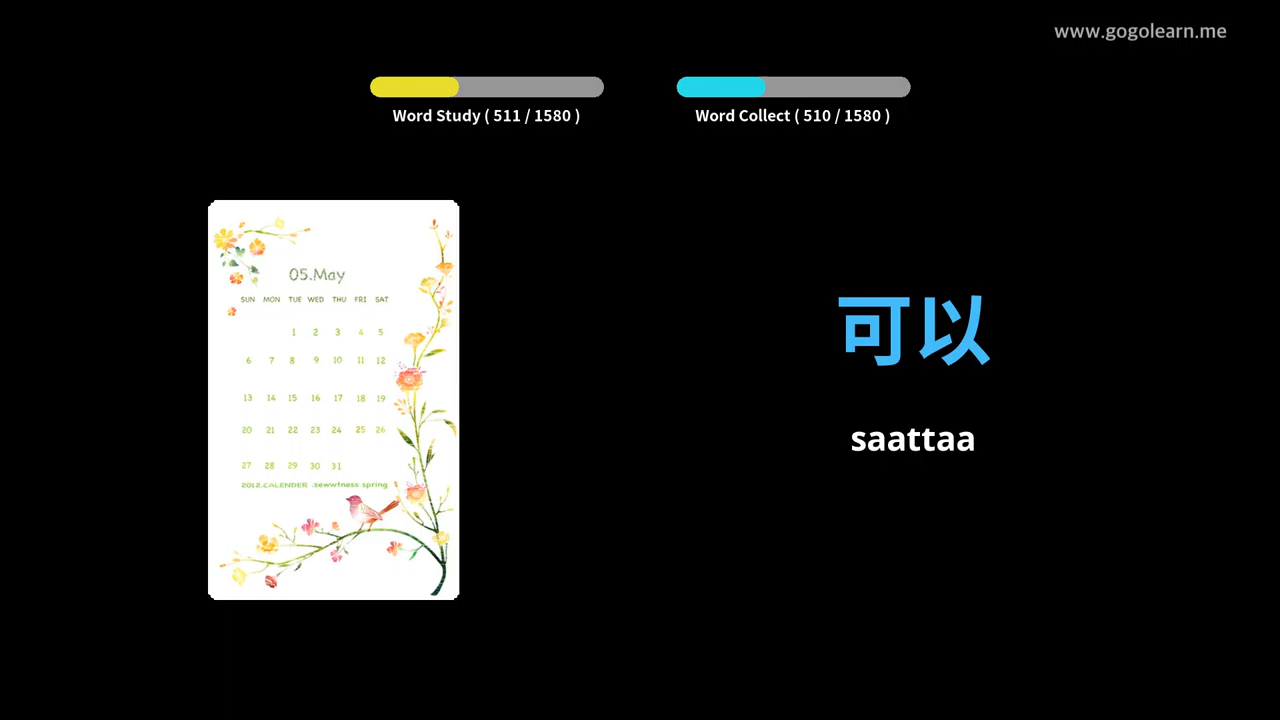 www.gogolearn.me
Word Study ( 511 / 1580 )
Word Collect ( 510 / 1580 )
05.May
SUN MON TUE WED THU FRI SAT
1 2 3 4 5
6 7 8 9 10 11 12
13 14 15 16 17 18 19
20 21 22 23 24 25 26
27 28 29 30 31
2012.CALENDER .sewwtness spring
可以
saattaa